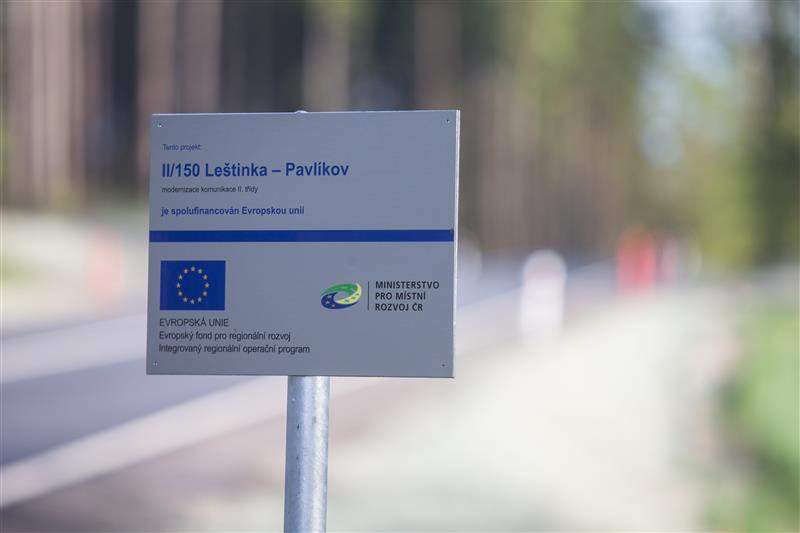 Tento projekt:
II/150 Leštinka – Pavlíkov
modernizace komunikace II. třídy
je spolufinancován Evropskou unií
EVROPSKÁ UNIE
Evropský fond pro regionální rozvoj
Integrovaný regionální operační program
MINISTERSTVO
PRO MÍSTNÍ
ROZVOJ ČR